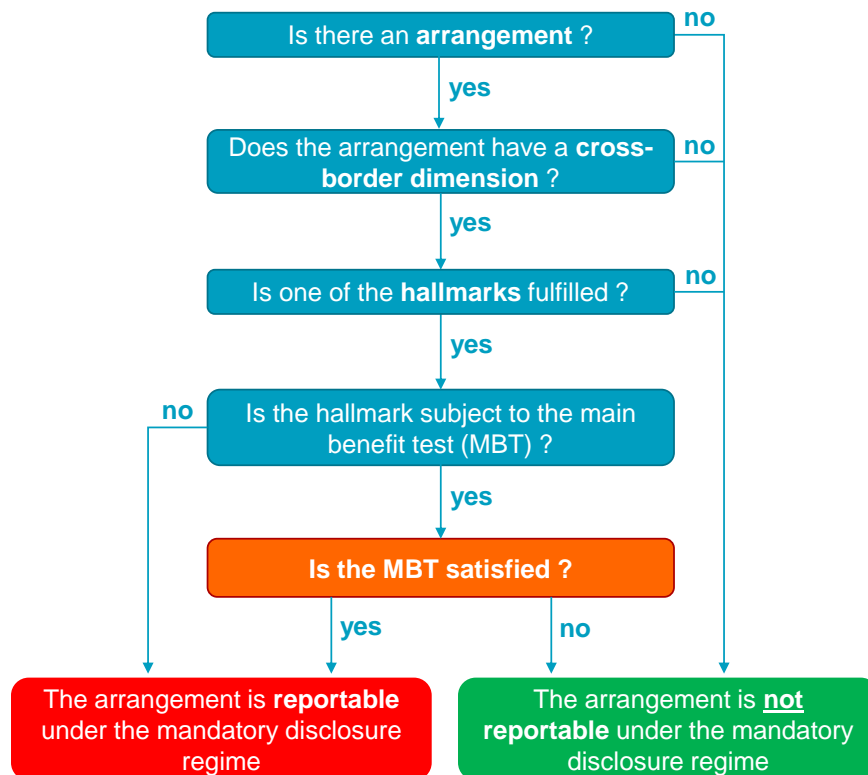 Is there an arrangement ?
no
yes
Does the arrangement have a cross-
border dimension ?
no
yes
Is one of the hallmarks fulfilled ?
no
yes
Is the hallmark subject to the main
benefit test (MBT) ?
no
yes
Is the MBT satisfied ?
yes
no
The arrangement is reportable
under the mandatory disclosure
regime
The arrangement is not
reportable under the mandatory
disclosure regime